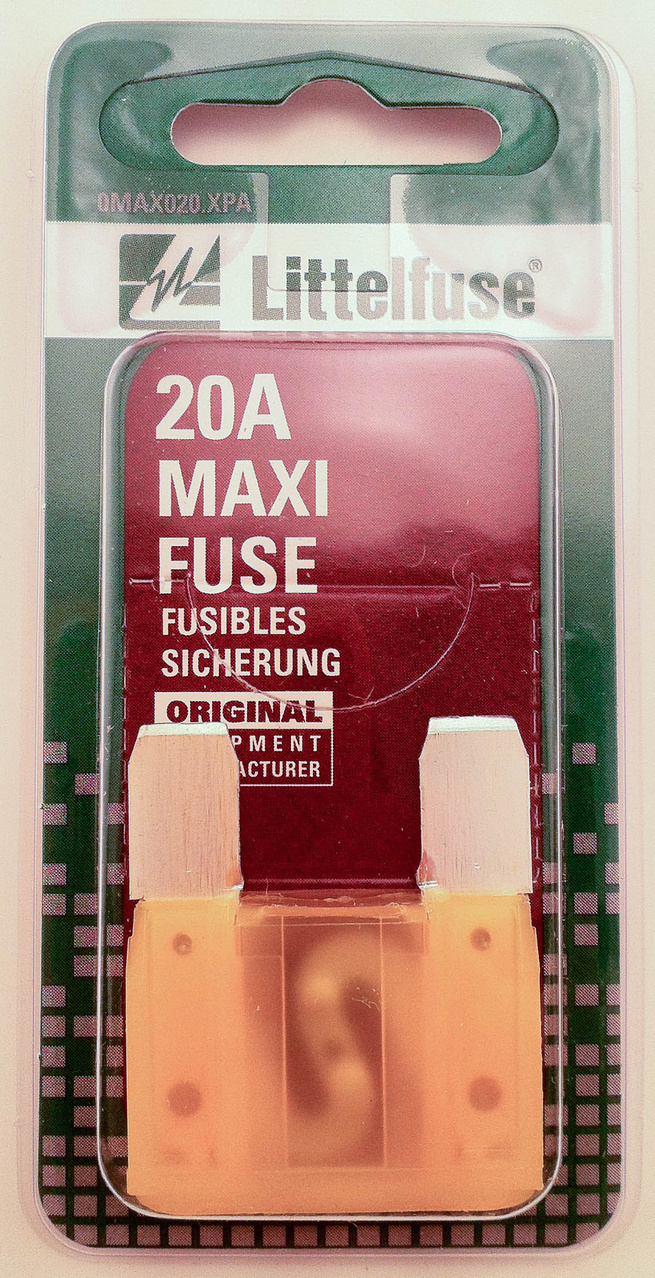 0MAX020.XPA
Littelfuse®
20A
MAXI
FUSE
FUSIBLES
SICHERUNG
ORIGINAL